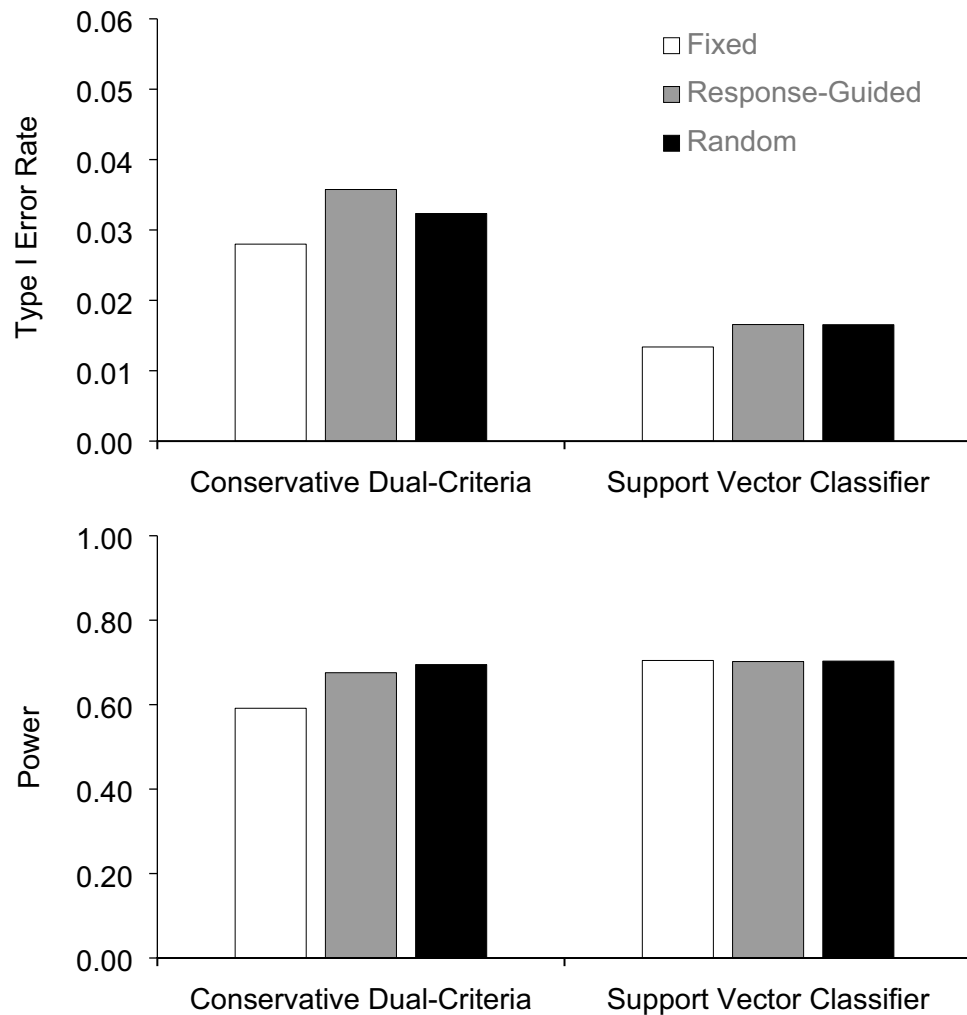 Type I Error Rate
0.06
0.05
0.04
0.03
0.02
0.01
0.00
Fixed
Response-Guided
Random
Conservative Dual-Criteria
Support Vector Classifier
Power
1.00
0.80
0.60
0.40
0.20
0.00
Conservative Dual-Criteria
Support Vector Classifier